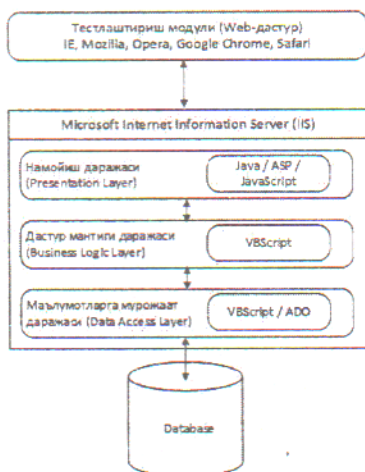 Тестлаштириш модули (Web-дастур)
IE, Mozilla, Opera, Google Chrome, Safari
Microsoft Internet Information Server (IIS)
Намойиш даражаси
(Presentation Layer)
Java / ASP /
JavaScript
Дастур мантиғи даражаси
(Business Logic Layer)
VBScript
Маълумотларга мурожаат
даражаси (Data Access Layer)
VBScript / ADO
Database